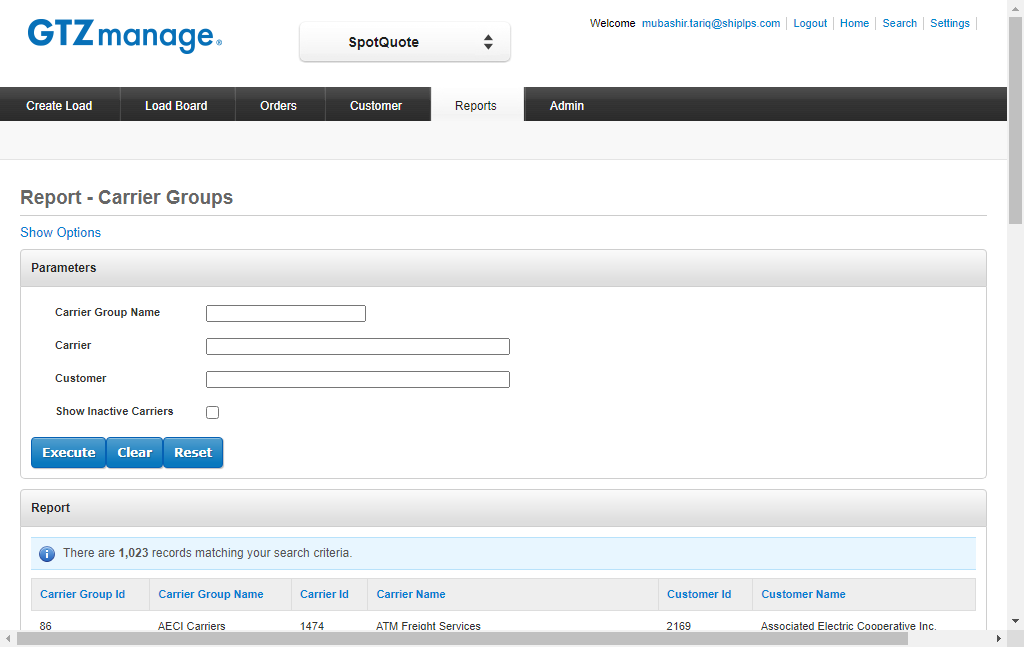 GTZmanage®
SpotQuote
Welcome mubashir.tariq@shiplps.com Logout Home Search Settings
Create Load Load Board Orders Customer Reports Admin
Report - Carrier Groups
Show Options
Parameters
Carrier Group Name
Carrier
Customer
Show Inactive Carriers
Execute Clear Reset
Report
There are 1,023 records matching your search criteria.
Carrier Group Id Carrier Group Name Carrier Id Carrier Name Customer Id Customer Name
86 AECI Carriers 1474 ATM Freight Services 2169 Associated Electric Cooperative Inc.